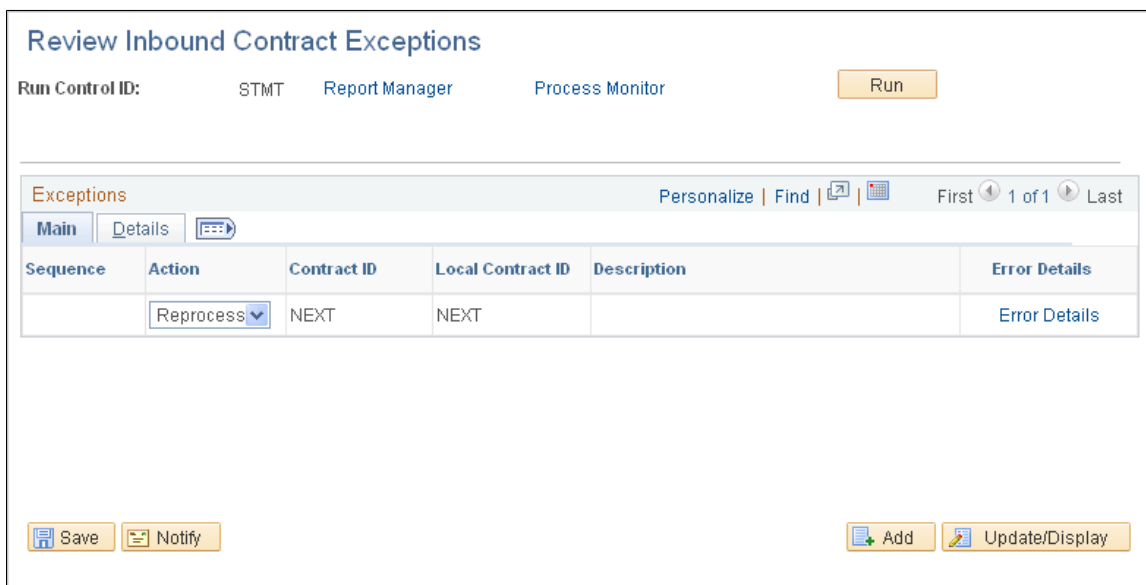 Review Inbound Contract Exceptions
Run Control ID: STMT Report Manager Process Monitor Run
Exceptions Personalize | Find | | First 1 of 1 Last
Main Details
Sequence Action Contract ID Local Contract ID Description Error Details
Reprocess NEXT NEXT Error Details
Save Notify Add Update/Display